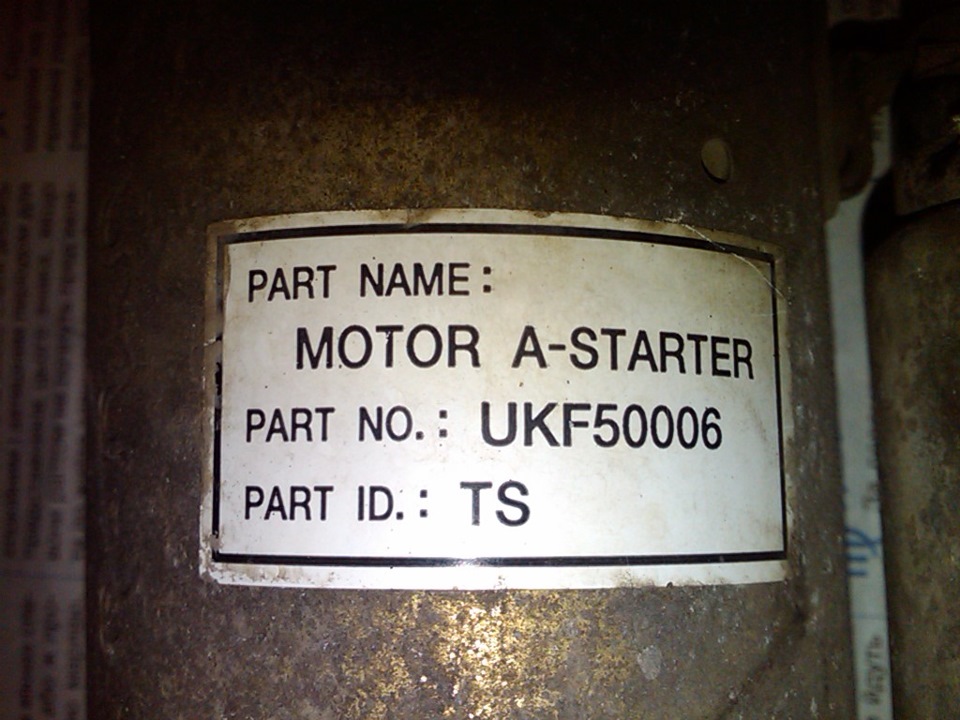 PART NAME:
MOTOR A-STARTER
PART NO.: UKF50006
PART ID.: TS